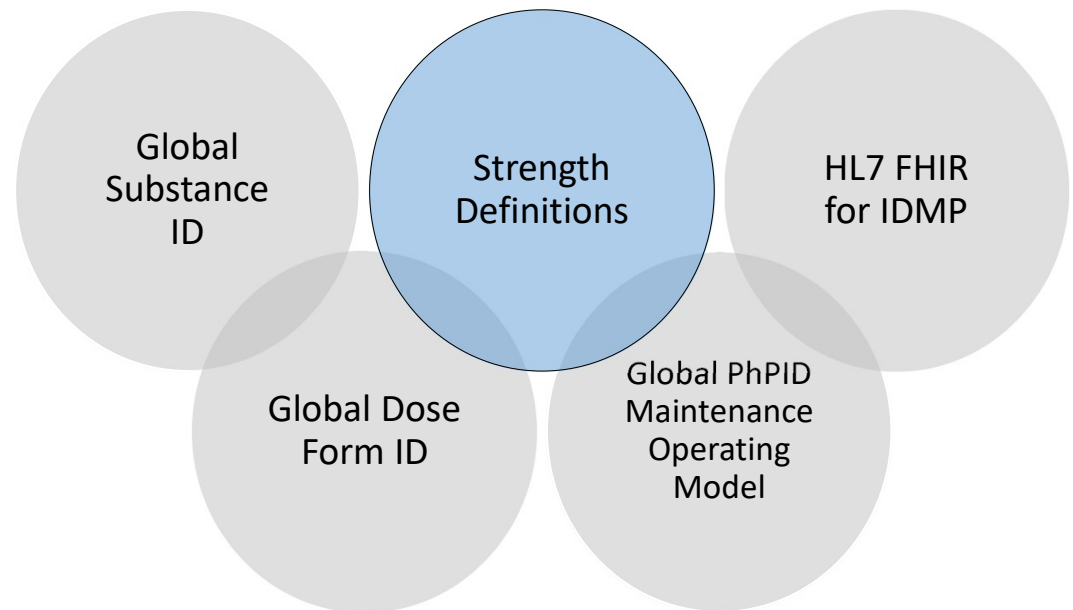 Global
Substance
ID
Strength
Definitions
HL7 FHIR
for IDMP
Global Dose
Form ID
Global PhPID
Maintenance
Operating
Model